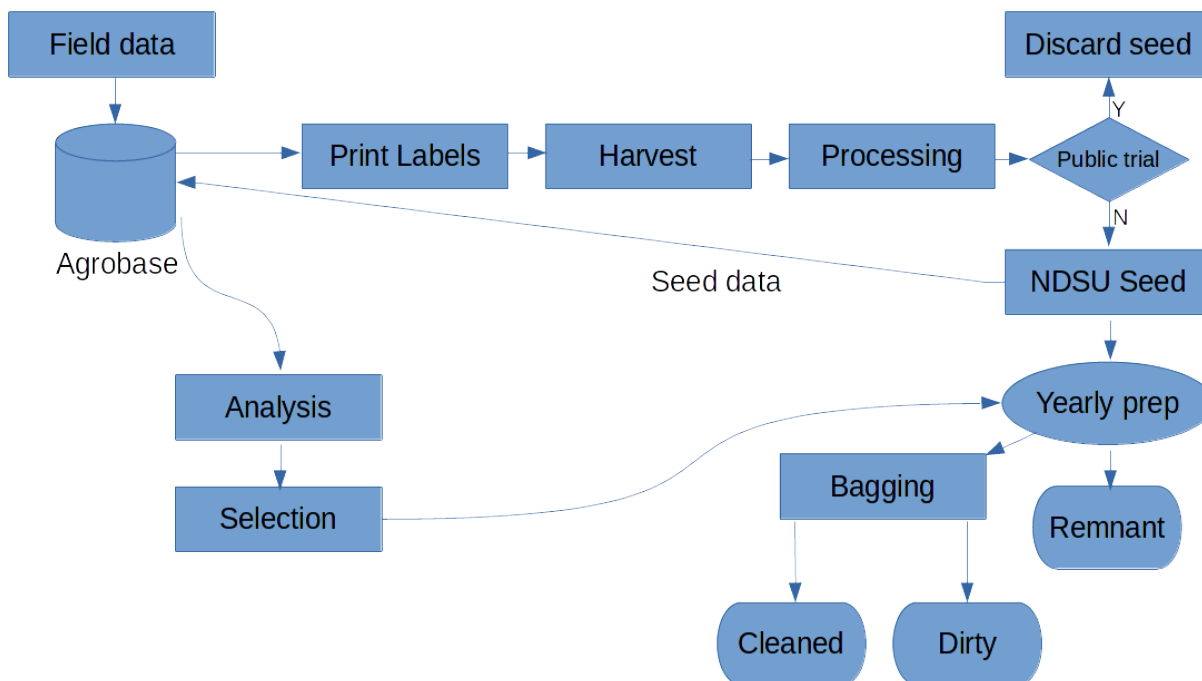 Field data
Discard seed
Y
Print Labels
Harvest
Processing
Public trial
N
Agrobase
Seed data
NDSU Seed
Analysis
Yearly prep
Bagging
Selection
Remnant
Cleaned
Dirty